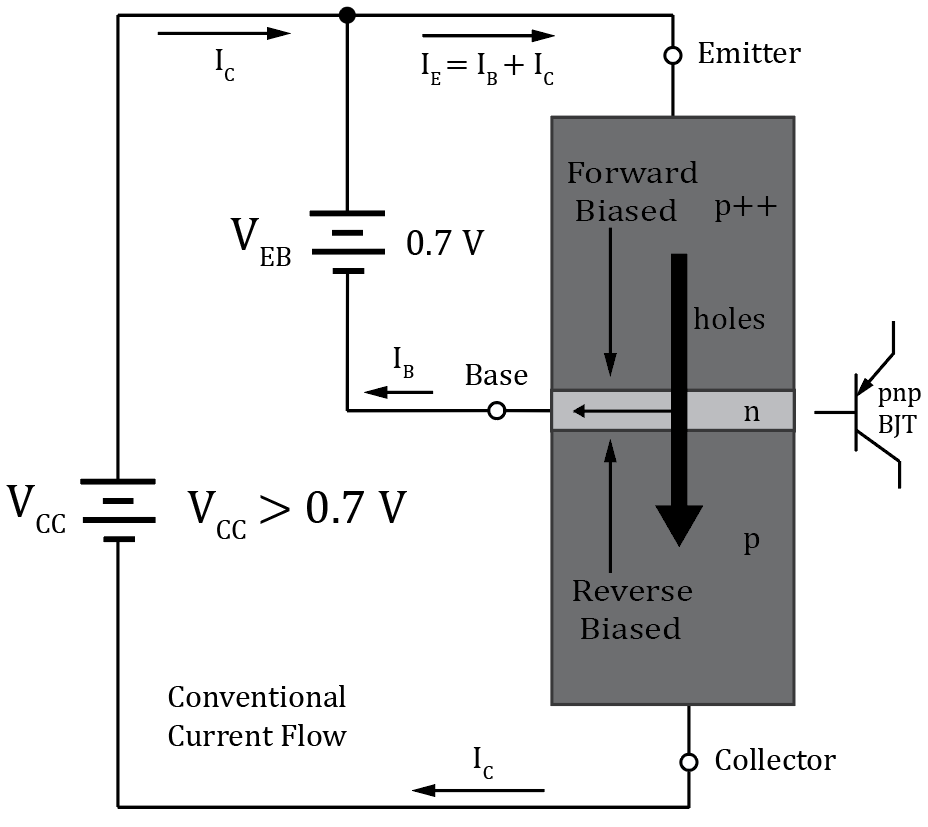 I_C
I_E = I_B + I_C
Emitter
Forward
Biased
p++
V_EB
0.7 V
holes
I_B
Base
n
pnp
BJT
V_CC
V_CC > 0.7 V
p
Reverse
Biased
Conventional
Current Flow
I_C
Collector